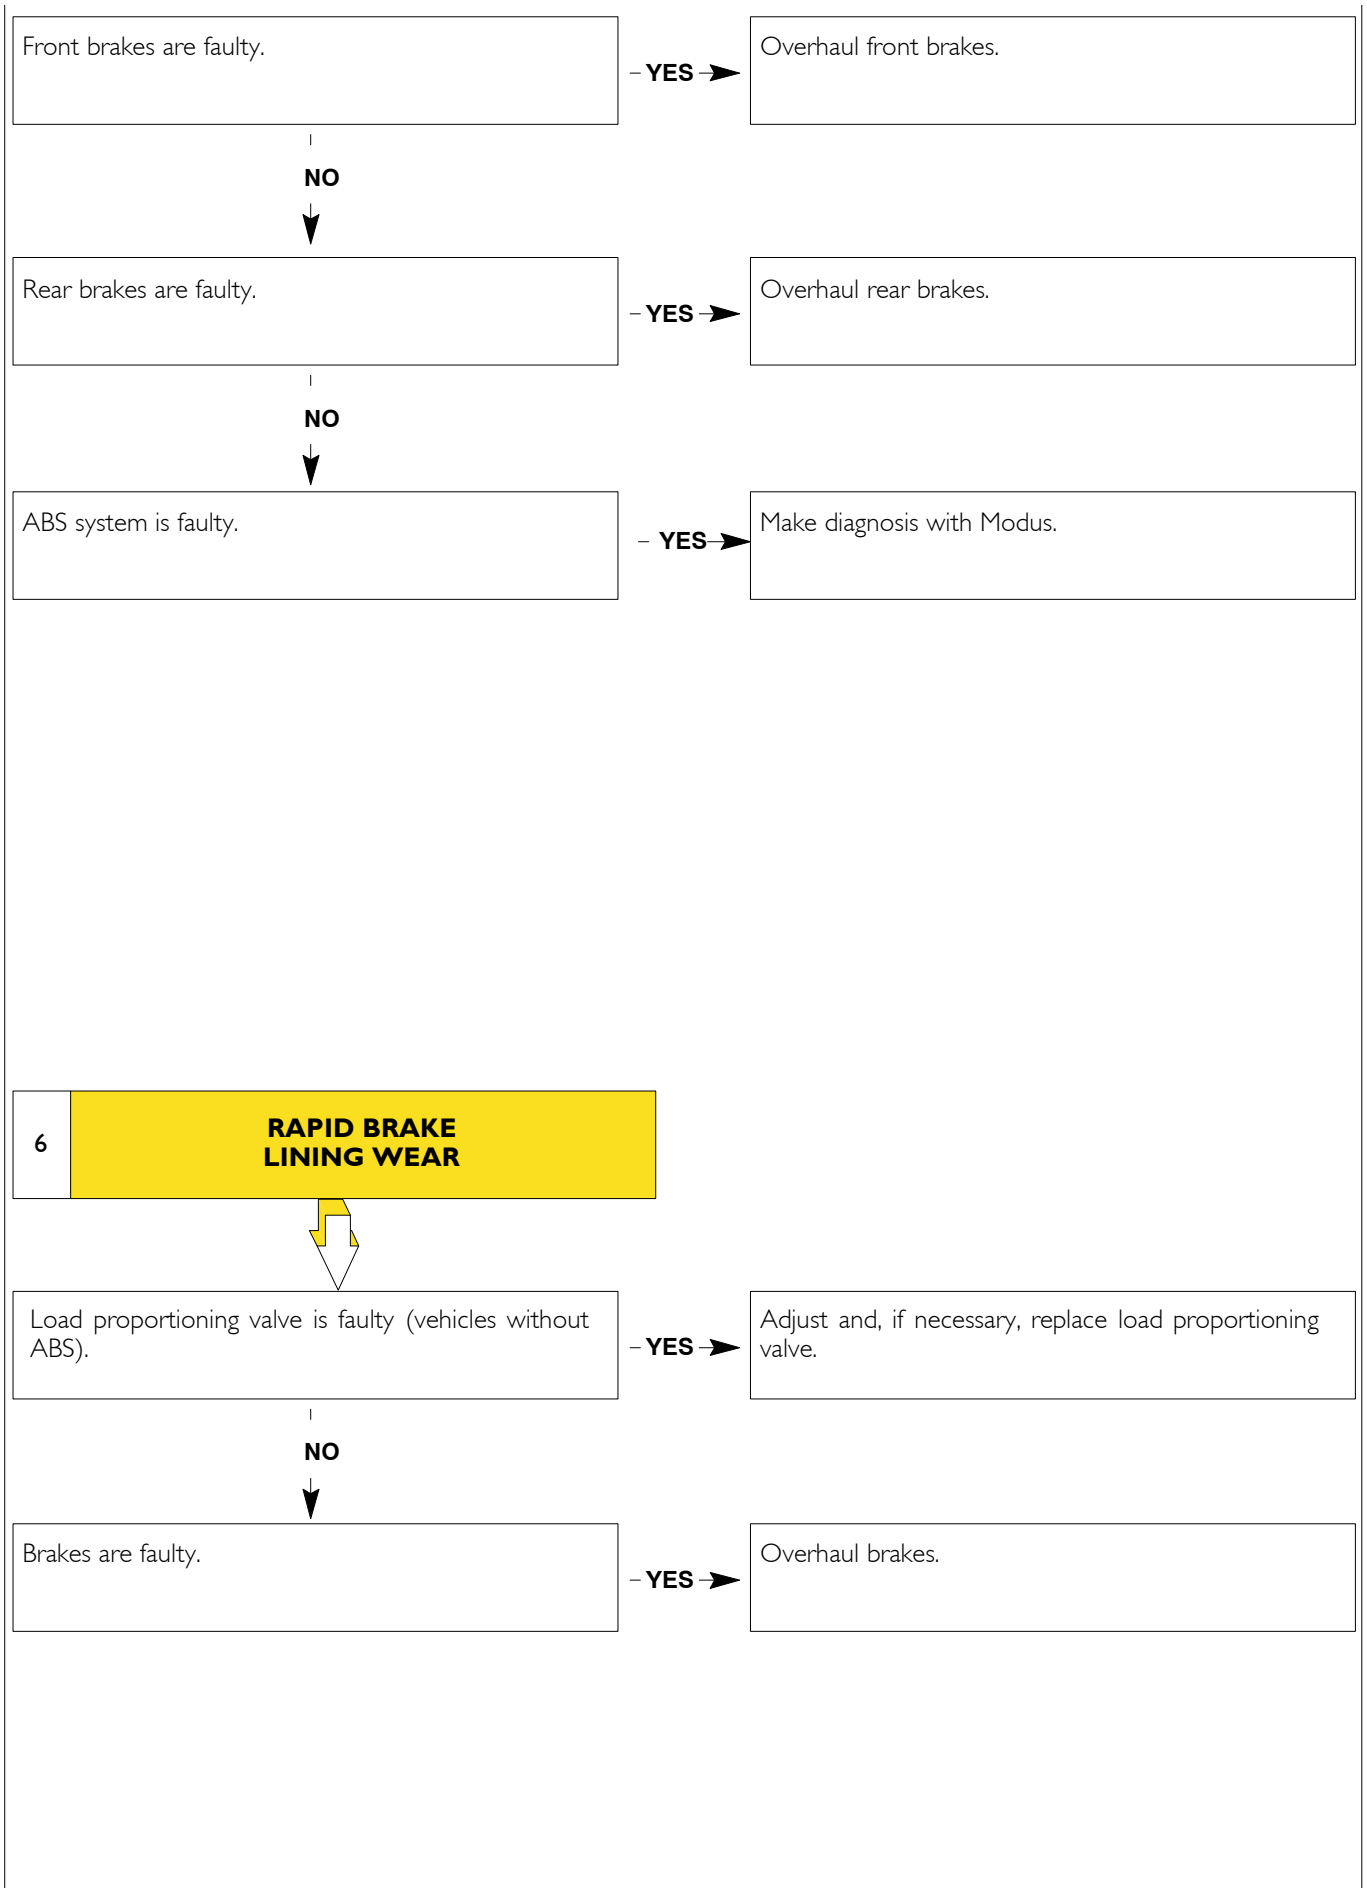 Front brakes are faulty.
YES
Overhaul front brakes.
NO
Rear brakes are faulty.
YES
Overhaul rear brakes.
NO
ABS system is faulty.
YES
Make diagnosis with Modus.
6
RAPID BRAKE
LINING WEAR
Load proportioning valve is faulty (vehicles without
ABS).
YES
Adjust and, if necessary, replace load proportioning
valve.
NO
Brakes are faulty.
YES
Overhaul brakes.